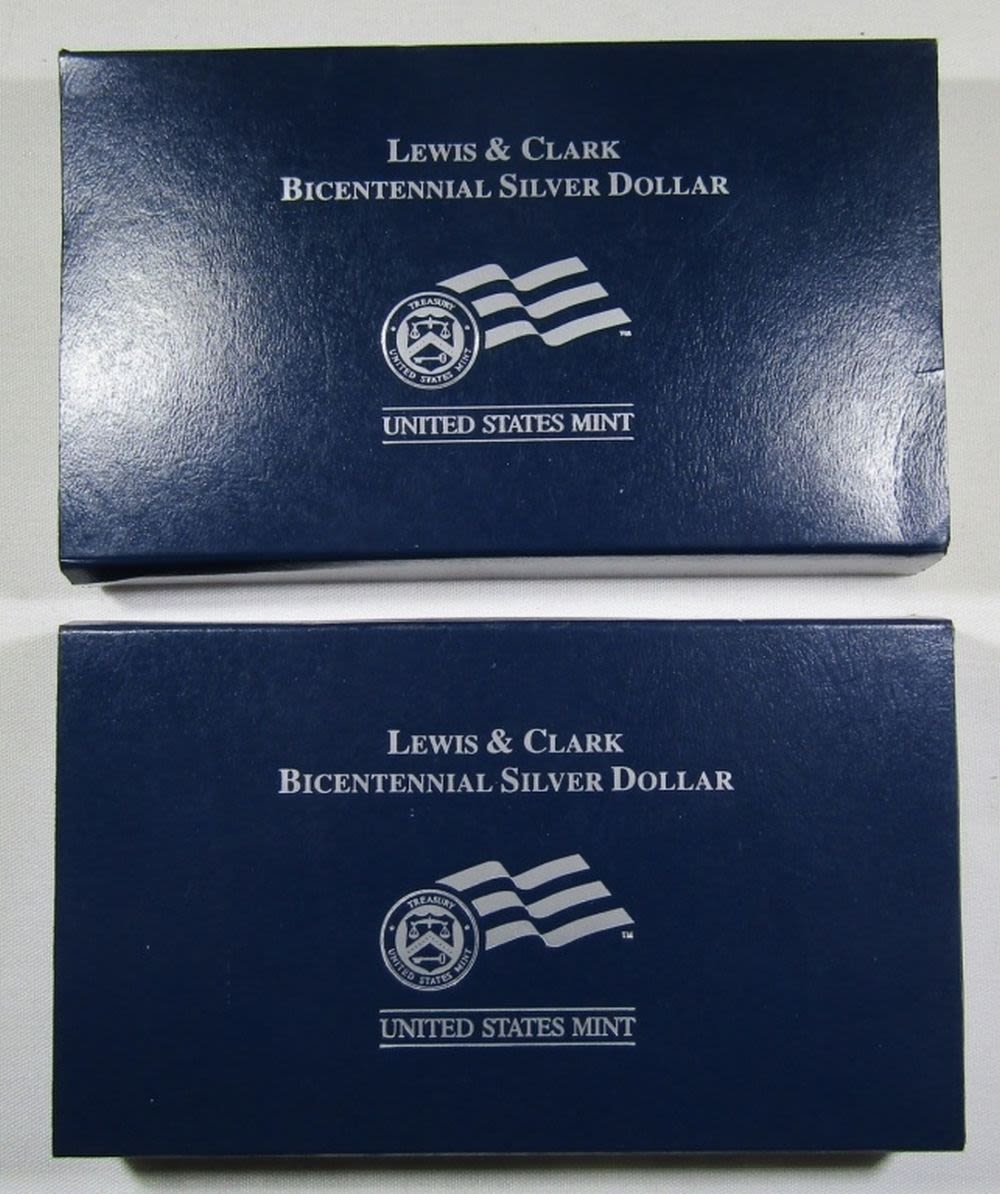 LEWIS & CLARK
BICENTENNIAL SILVER DOLLAR
TREASURY
UNITED STATES MINT
TM
UNITED STATES MINT
LEWIS & CLARK
BICENTENNIAL SILVER DOLLAR
TREASURY
UNITED STATES MINT
TM
UNITED STATES MINT